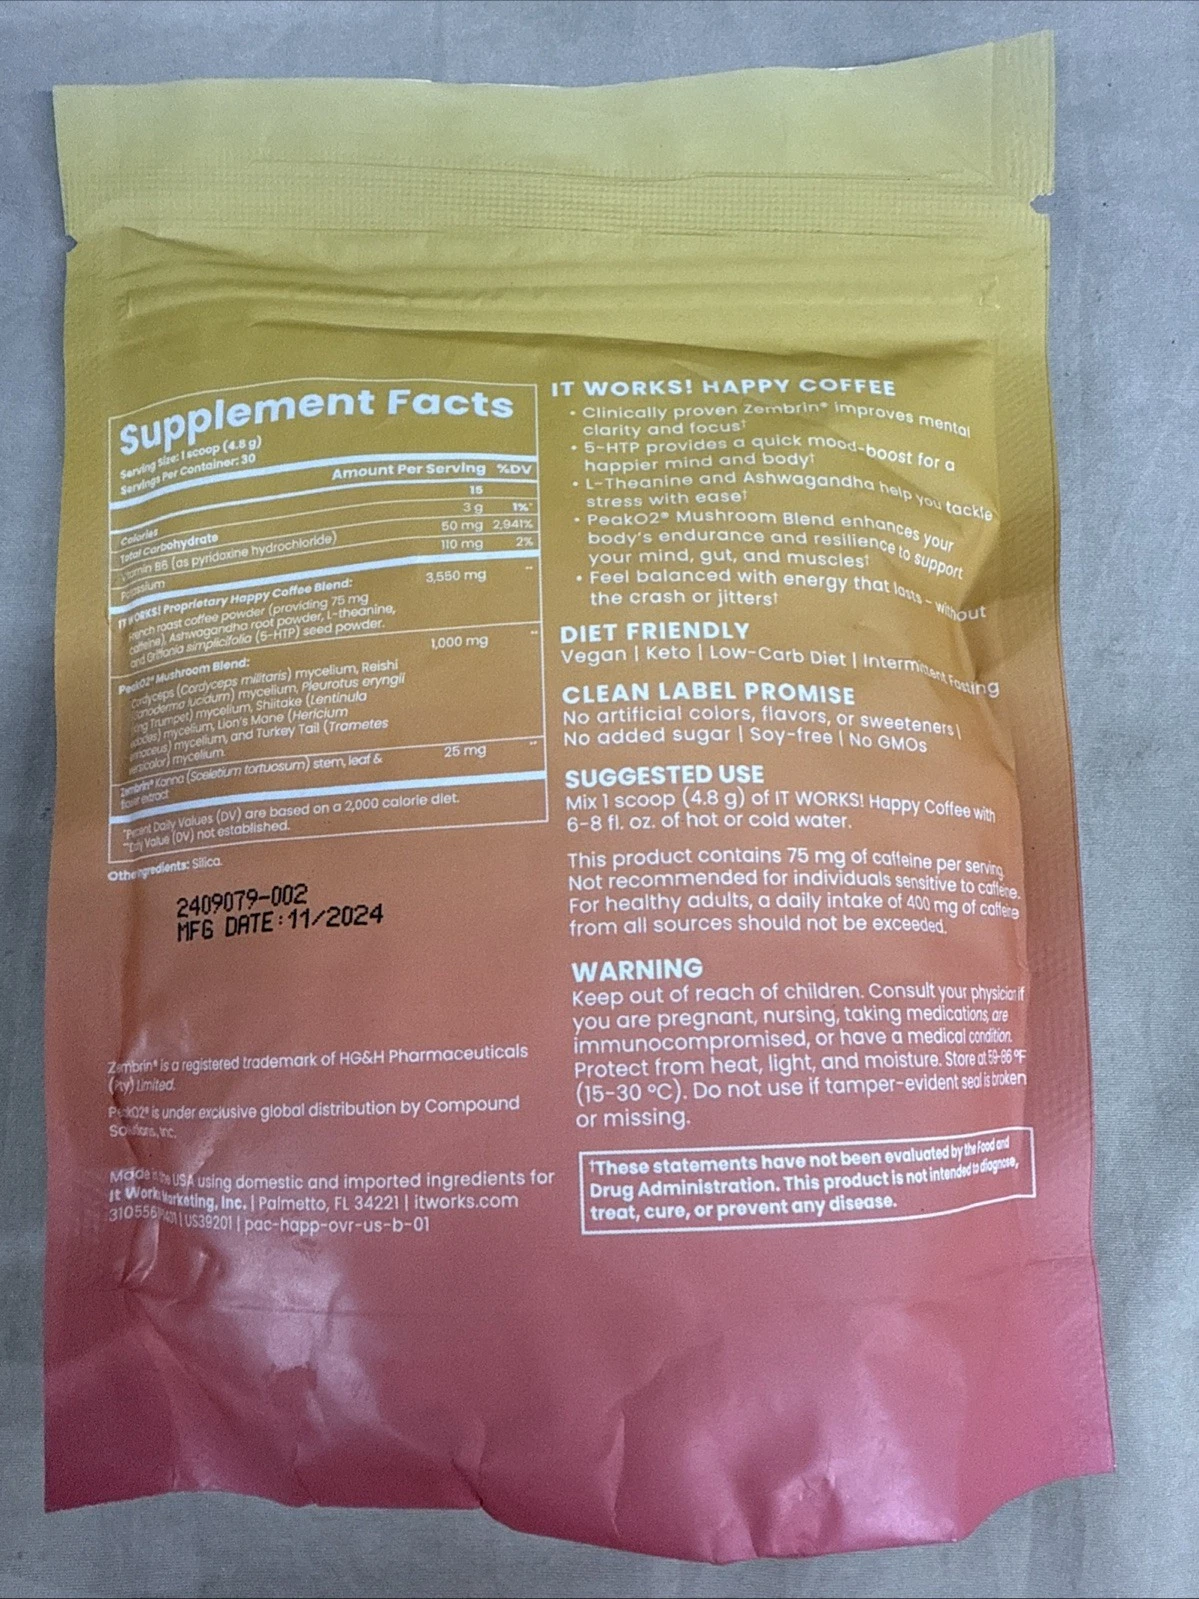 Supplement Facts
Serving Size: 1 scoop (4.8 g)
Servings Per Container: 30
Amount Per Serving %DV
Calories 15
Total Carbohydrate 3 g 1%*
Vitamin B6 (as pyridoxine hydrochloride) 50 mg 2,941%
Potassium 110 mg 2%
IT WORKS! Proprietary Happy Coffee Blend: 3,550 mg **
French roast coffee powder (providing 75 mg
caffeine), Ashwagandha root powder, L-theanine,
and Griffonia simplicifolia (5-HTP) seed powder.
PeakO2® Mushroom Blend: 1,000 mg **
Cordyceps (Cordyceps militaris) mycelium, Reishi
(Ganoderma lucidum) mycelium, Pleurotus eryngii
(King Trumpet) mycelium, Shiitake (Lentinula
edodes) mycelium, Lion's Mane (Hericium
erinaceus) mycelium, and Turkey Tail (Trametes
versicolor) mycelium.
Zembrin® Kanna (Sceletium tortuosum) stem, leaf & 25 mg **
flower extract
*Percent Daily Values (DV) are based on a 2,000 calorie diet.
**Daily Value (DV) not established.
Other Ingredients: Silica.
2409079-002
MFG DATE:11/2024
Zembrin® is a registered trademark of HG&H Pharmaceuticals
(Pty) Limited.
PeakO2® is under exclusive global distribution by Compound
Solutions, Inc.
Made in the USA using domestic and imported ingredients for
It Works Marketing, Inc. | Palmetto, FL 34221 | itworks.com
US39201 | pac-happ-ovr-us-b-01
IT WORKS! HAPPY COFFEE
• Clinically proven Zembrin® improves mental
clarity and focus†
• 5-HTP provides a quick mood-boost for a
happier mind and body†
• L-Theanine and Ashwagandha help you tackle
stress with ease†
• PeakO2® Mushroom Blend enhances your
body's endurance and resilience to support
your mind, gut, and muscles†
• Feel balanced with energy that lasts - without
the crash or jitters†
DIET FRIENDLY
Vegan | Keto | Low-Carb Diet | Intermittent Fasting
CLEAN LABEL PROMISE
No artificial colors, flavors, or sweeteners |
No added sugar | Soy-free | No GMOs
SUGGESTED USE
Mix 1 scoop (4.8 g) of IT WORKS! Happy Coffee with
6-8 fl. oz. of hot or cold water.
This product contains 75 mg of caffeine per serving.
Not recommended for individuals sensitive to caffeine.
For healthy adults, a daily intake of 400 mg of caffeine
from all sources should not be exceeded.
WARNING
Keep out of reach of children. Consult your physician if
you are pregnant, nursing, taking medications, are
immunocompromised, or have a medical condition.
Protect from heat, light, and moisture. Store at 59-86 ºF
(15-30 ºC). Do not use if tamper-evident seal is broken
or missing.
†These statements have not been evaluated by the Food and
Drug Administration. This product is not intended to diagnose,
treat, cure, or prevent any disease.